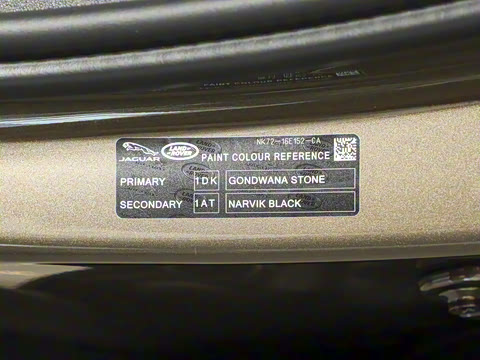 NK72-16E152-CA
JAGUAR
LAND ROVER
PAINT COLOUR REFERENCE
PRIMARY 1DK GONDWANA STONE
SECONDARY 1AT NARVIK BLACK